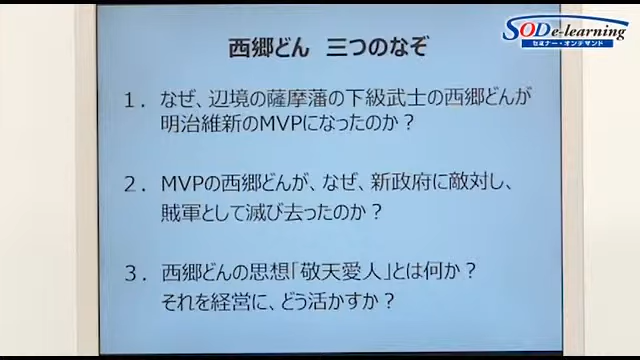 SOD e-learning
セミナー・オンデマンド
西郷どん 三つのなぞ
１．なぜ、辺境の薩摩藩の下級武士の西郷どんが
明治維新のMVPになったのか？
２．MVPの西郷どんが、なぜ、新政府に敵対し、
賊軍として滅び去ったのか？
３．西郷どんの思想「敬天愛人」とは何か？
それを経営に、どう活かすか？